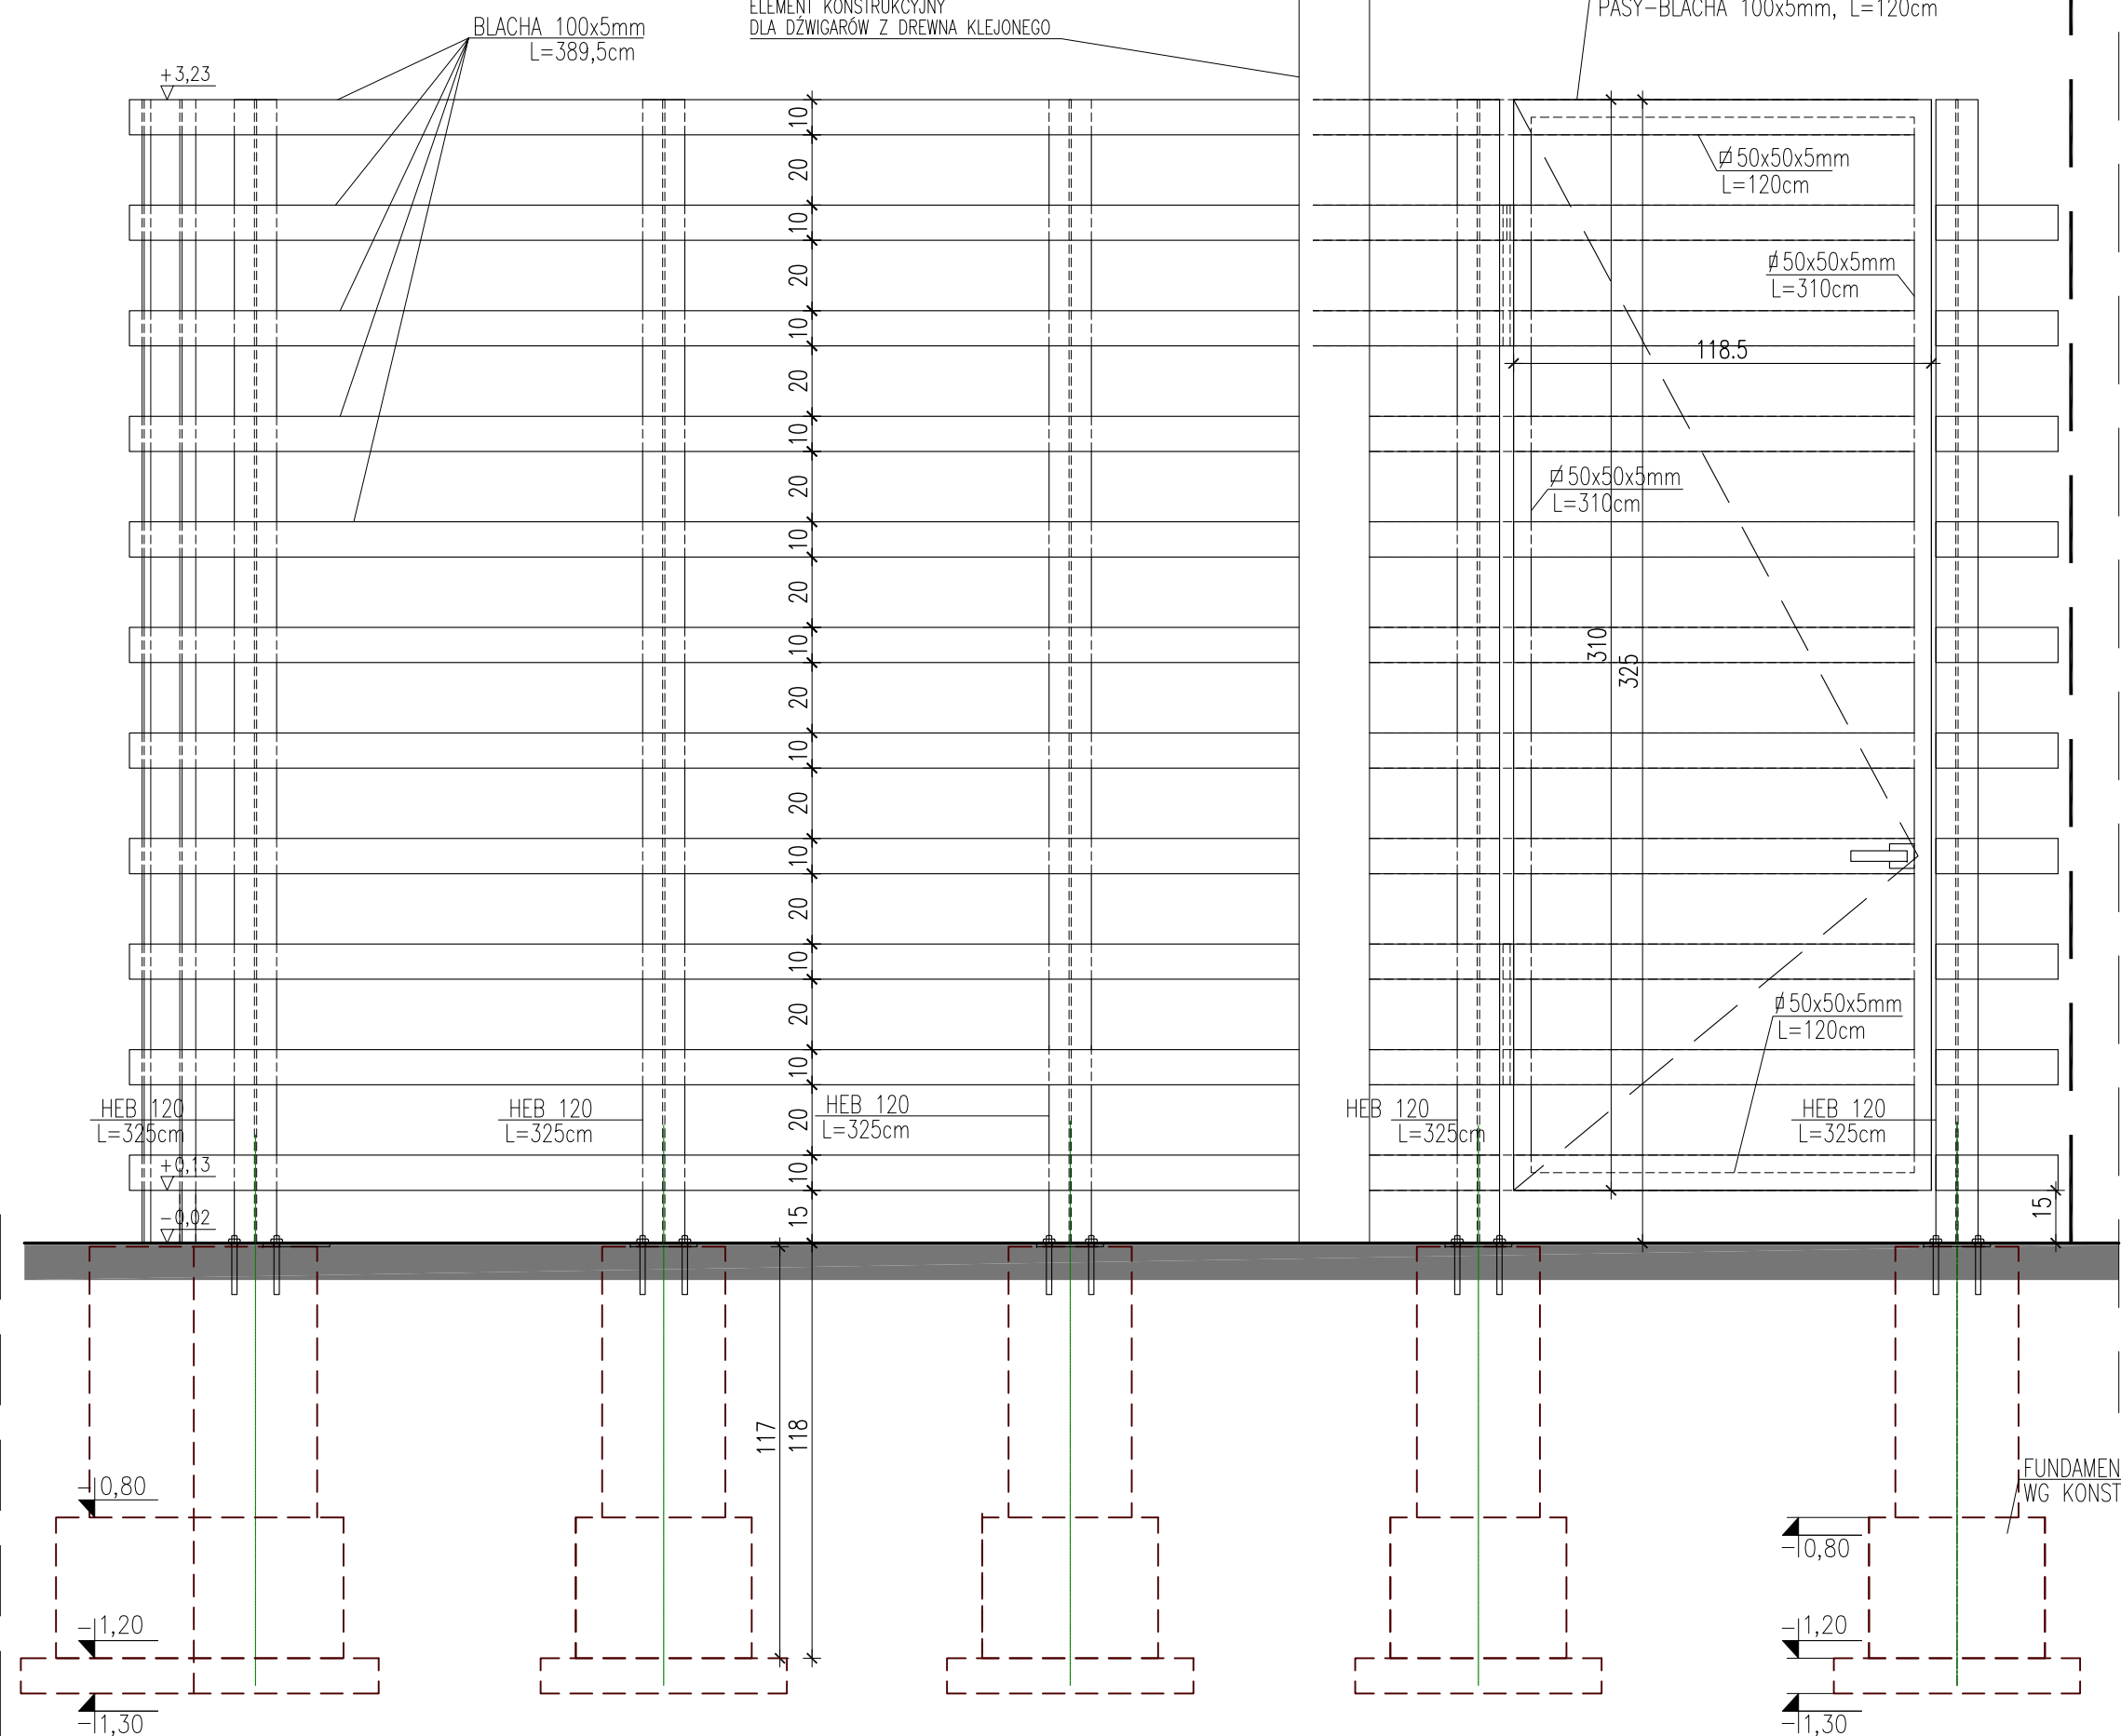 ELEMENT KONSTRUKCYJNY
DLA DŹWIGARÓW Z DREWNA KLEJONEGO
PASY-BLACHA 100x5mm, L=120cm
BLACHA 100x5mm
L=389,5cm
+3,23
10
20
10
20
10
20
10
20
10
20
10
20
10
20
10
20
10
20
10
20
10
15
50x50x5mm
L=120cm
50x50x5mm
L=310cm
118.5
50x50x5mm
L=310cm
310
325
50x50x5mm
L=120cm
HEB 120
L=325cm
HEB 120
L=325cm
HEB 120
L=325cm
HEB 120
L=325cm
HEB 120
L=325cm
+0,13
-0,02
15
117
118
-0,80
-1,20
-1,30
FUNDAMEN
WG KONST
-0,80
-1,20
-1,30